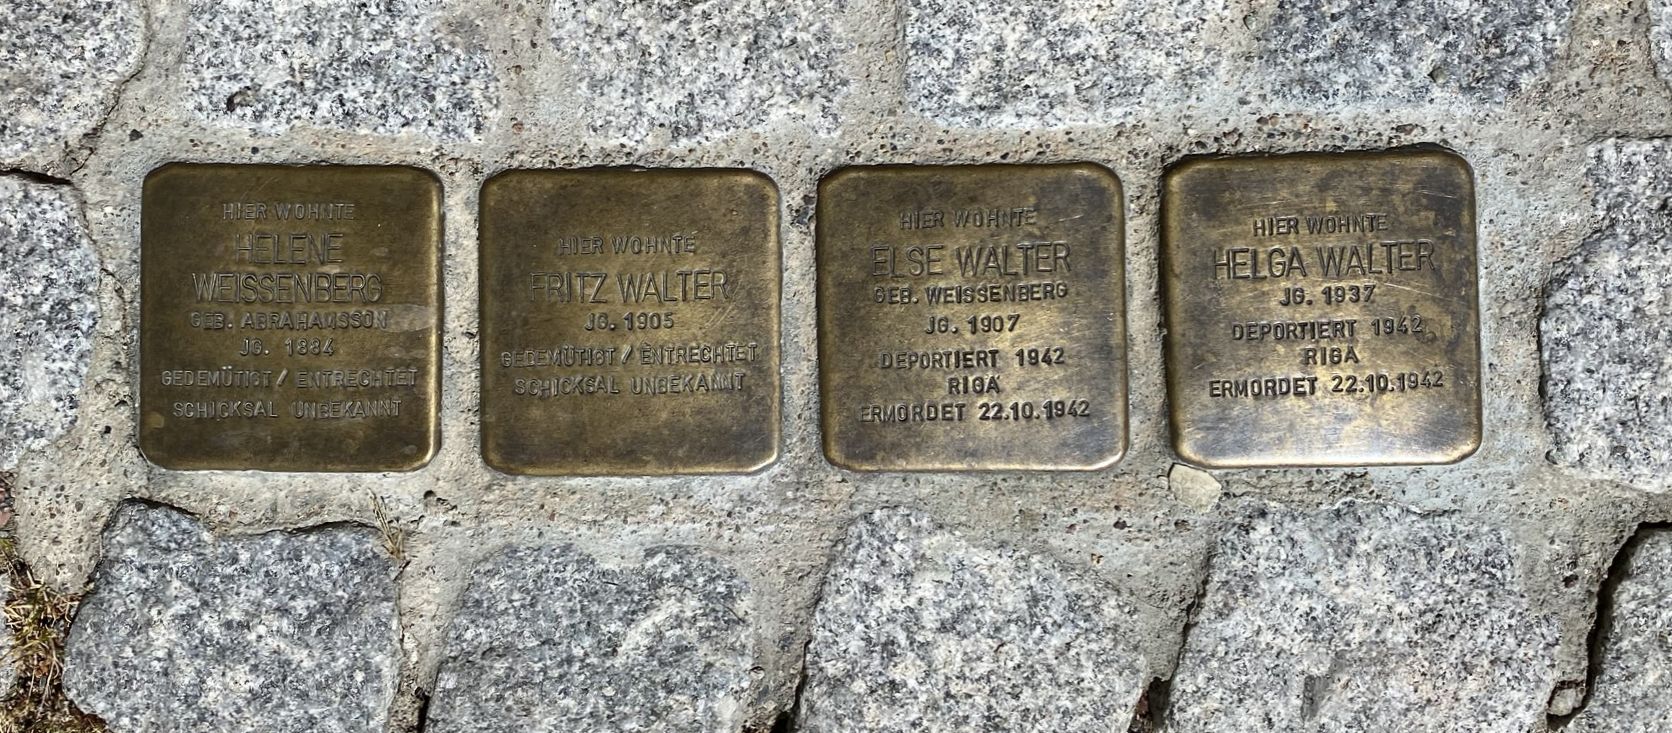 HIER WOHNTE
HELENE
WEISSENBERG
GEB. ABRAHAMSSON
JG. 1884
GEDEMÜTIGT / ENTRECHTET
SCHICKSAL UNBEKANNT
HIER WOHNTE
FRITZ WALTER
JG. 1905
GEDEMÜTIGT / ENTRECHTET
SCHICKSAL UNBEKANNT
HIER WOHNTE
ELSE WALTER
GEB. WEISSENBERG
JG. 1907
DEPORTIERT 1942
RIGA
ERMORDET 22.10.1942
HIER WOHNTE
HELGA WALTER
JG. 1937
DEPORTIERT 1942
RIGA
ERMORDET 22.10.1942